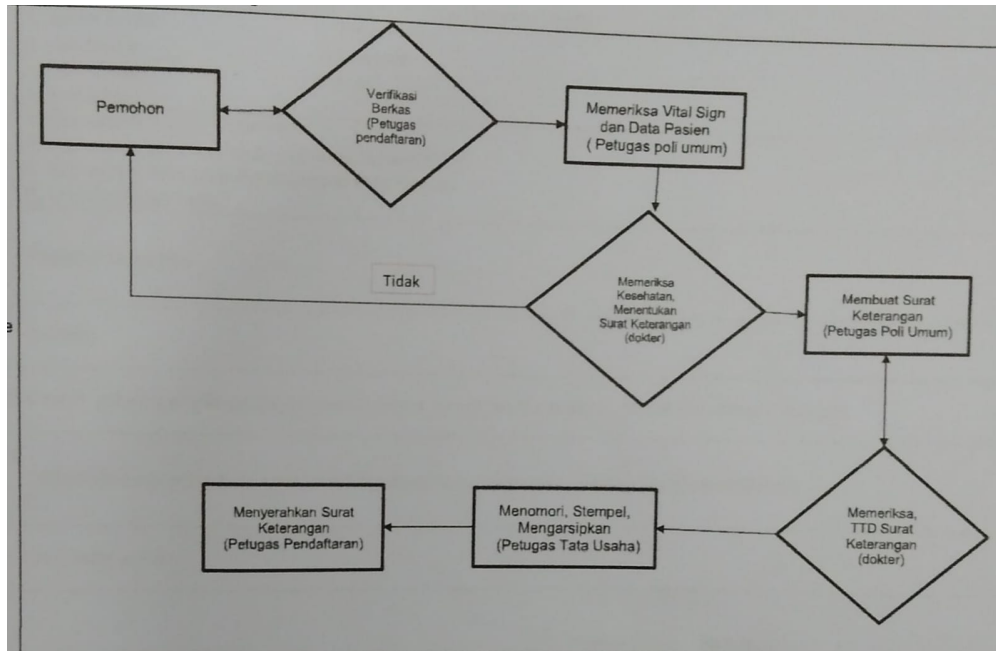 Pemohon
Verifikasi
Berkas
(Petugas
pendaftaran)
Memeriksa Vital Sign
dan Data Pasien
( Petugas poli umum)
Tidak
Memeriksa
Kesehatan,
Menentukan
Surat Keterangan
(dokter)
Membuat Surat
Keterangan
(Petugas Poli Umum)
e
Menyerahkan Surat
Keterangan
(Petugas Pendaftaran)
Menomori, Stempel,
Mengarsipkan
(Petugas Tata Usaha)
Memeriksa,
TTD Surat
Keterangan
(dokter)